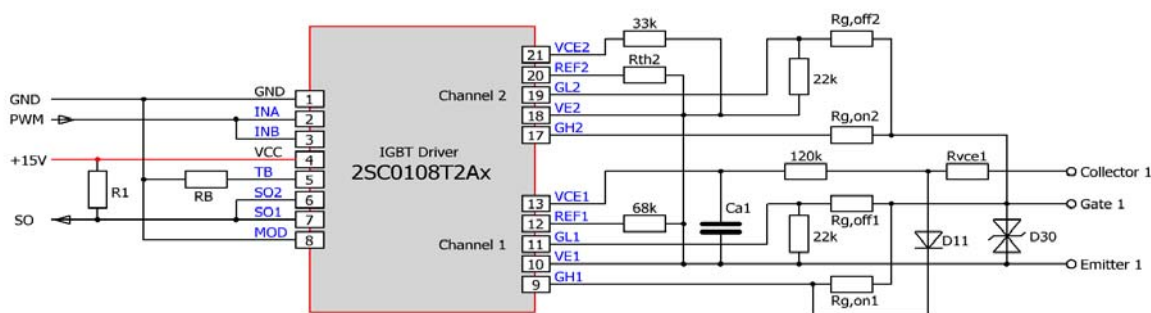 33k
Rg,off2
VCE2
21
REF2
20
Rth2
GL2
19
22k
GND
GND
1
Channel 2
VE2
18
PWM
INA
2
GH2
17
Rg,on2
INB
3
IGBT Driver
+15V
VCC
4
2SC0108T2Ax
120k
Rvce1
Collector 1
TB
5
R1
RB
SO2
6
VCE1
13
SO
SO1
7
REF1
12
68k
Ca1
Rg,off1
Gate 1
MOD
8
Channel 1
GL1
11
22k
D11
D30
VE1
10
Emitter 1
GH1
9
Rg,on1